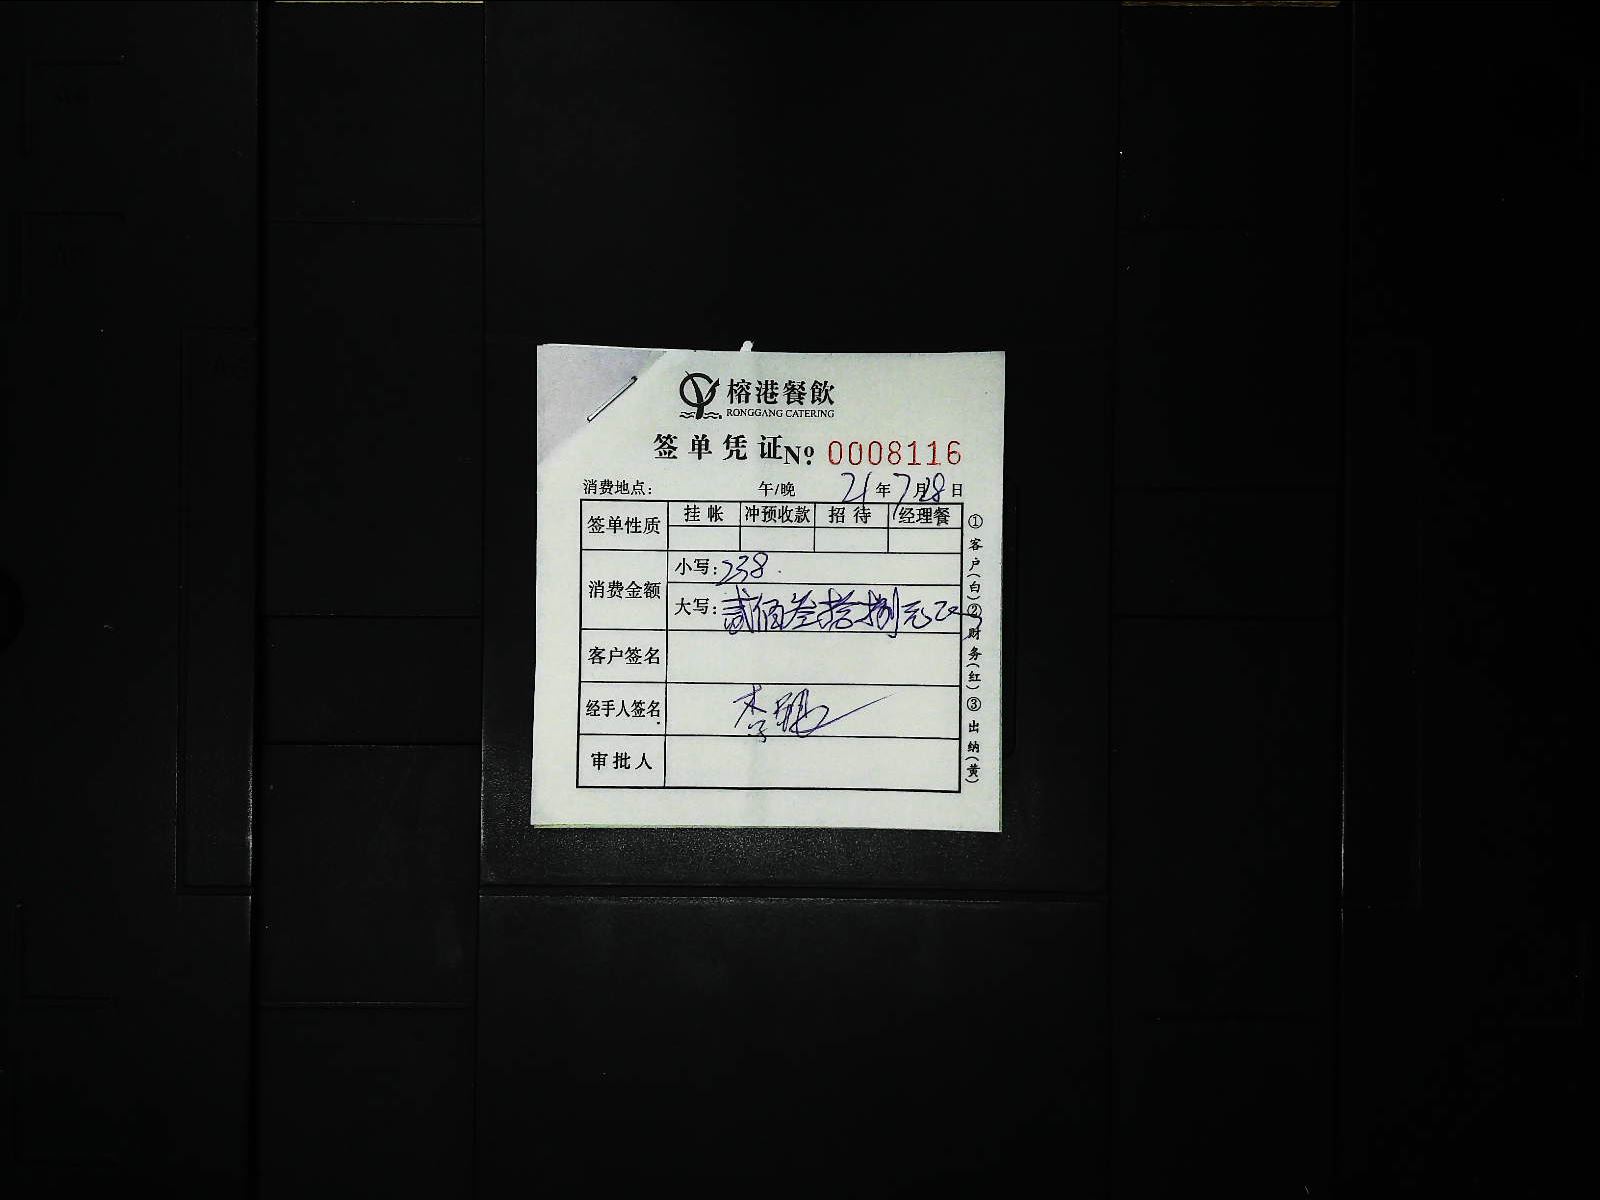 榕港餐飲
RONGGANG CATERING
签单凭证 Nº: 0008116
消费地点： 午/晚 21年7月28日
签单性质 挂帐 冲预收款 招待 经理餐
消费金额 小写：238.
大写：贰佰叁拾捌元正
客户签名
经手人签名 李
审批人
①客户（白）②财务（红）③出纳（黄）